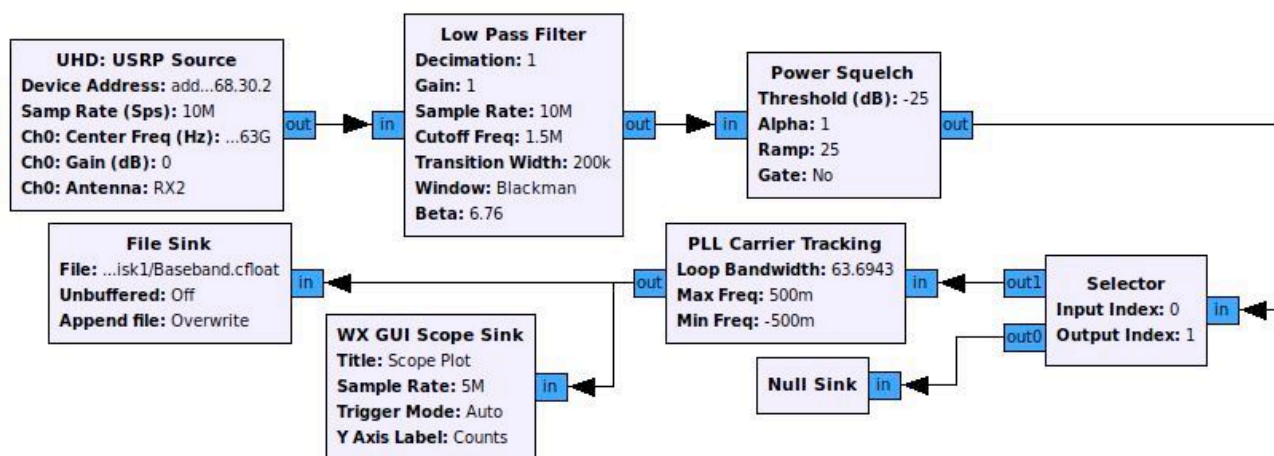 UHD: USRP Source
Device Address: add...68.30.2
Samp Rate (Sps): 10M
Ch0: Center Freq (Hz): ...63G
Ch0: Gain (dB): 0
Ch0: Antenna: RX2
out
in
Low Pass Filter
Decimation: 1
Gain: 1
Sample Rate: 10M
Cutoff Freq: 1.5M
Transition Width: 200k
Window: Blackman
Beta: 6.76
out
in
Power Squelch
Threshold (dB): -25
Alpha: 1
Ramp: 25
Gate: No
out
File Sink
File: ...isk1/Baseband.cfloat
Unbuffered: Off
Append file: Overwrite
in
out
PLL Carrier Tracking
Loop Bandwidth: 63.6943
Max Freq: 500m
Min Freq: -500m
in
out1
out0
Selector
Input Index: 0
Output Index: 1
in
WX GUI Scope Sink
Title: Scope Plot
Sample Rate: 5M
Trigger Mode: Auto
Y Axis Label: Counts
in
Null Sink
in